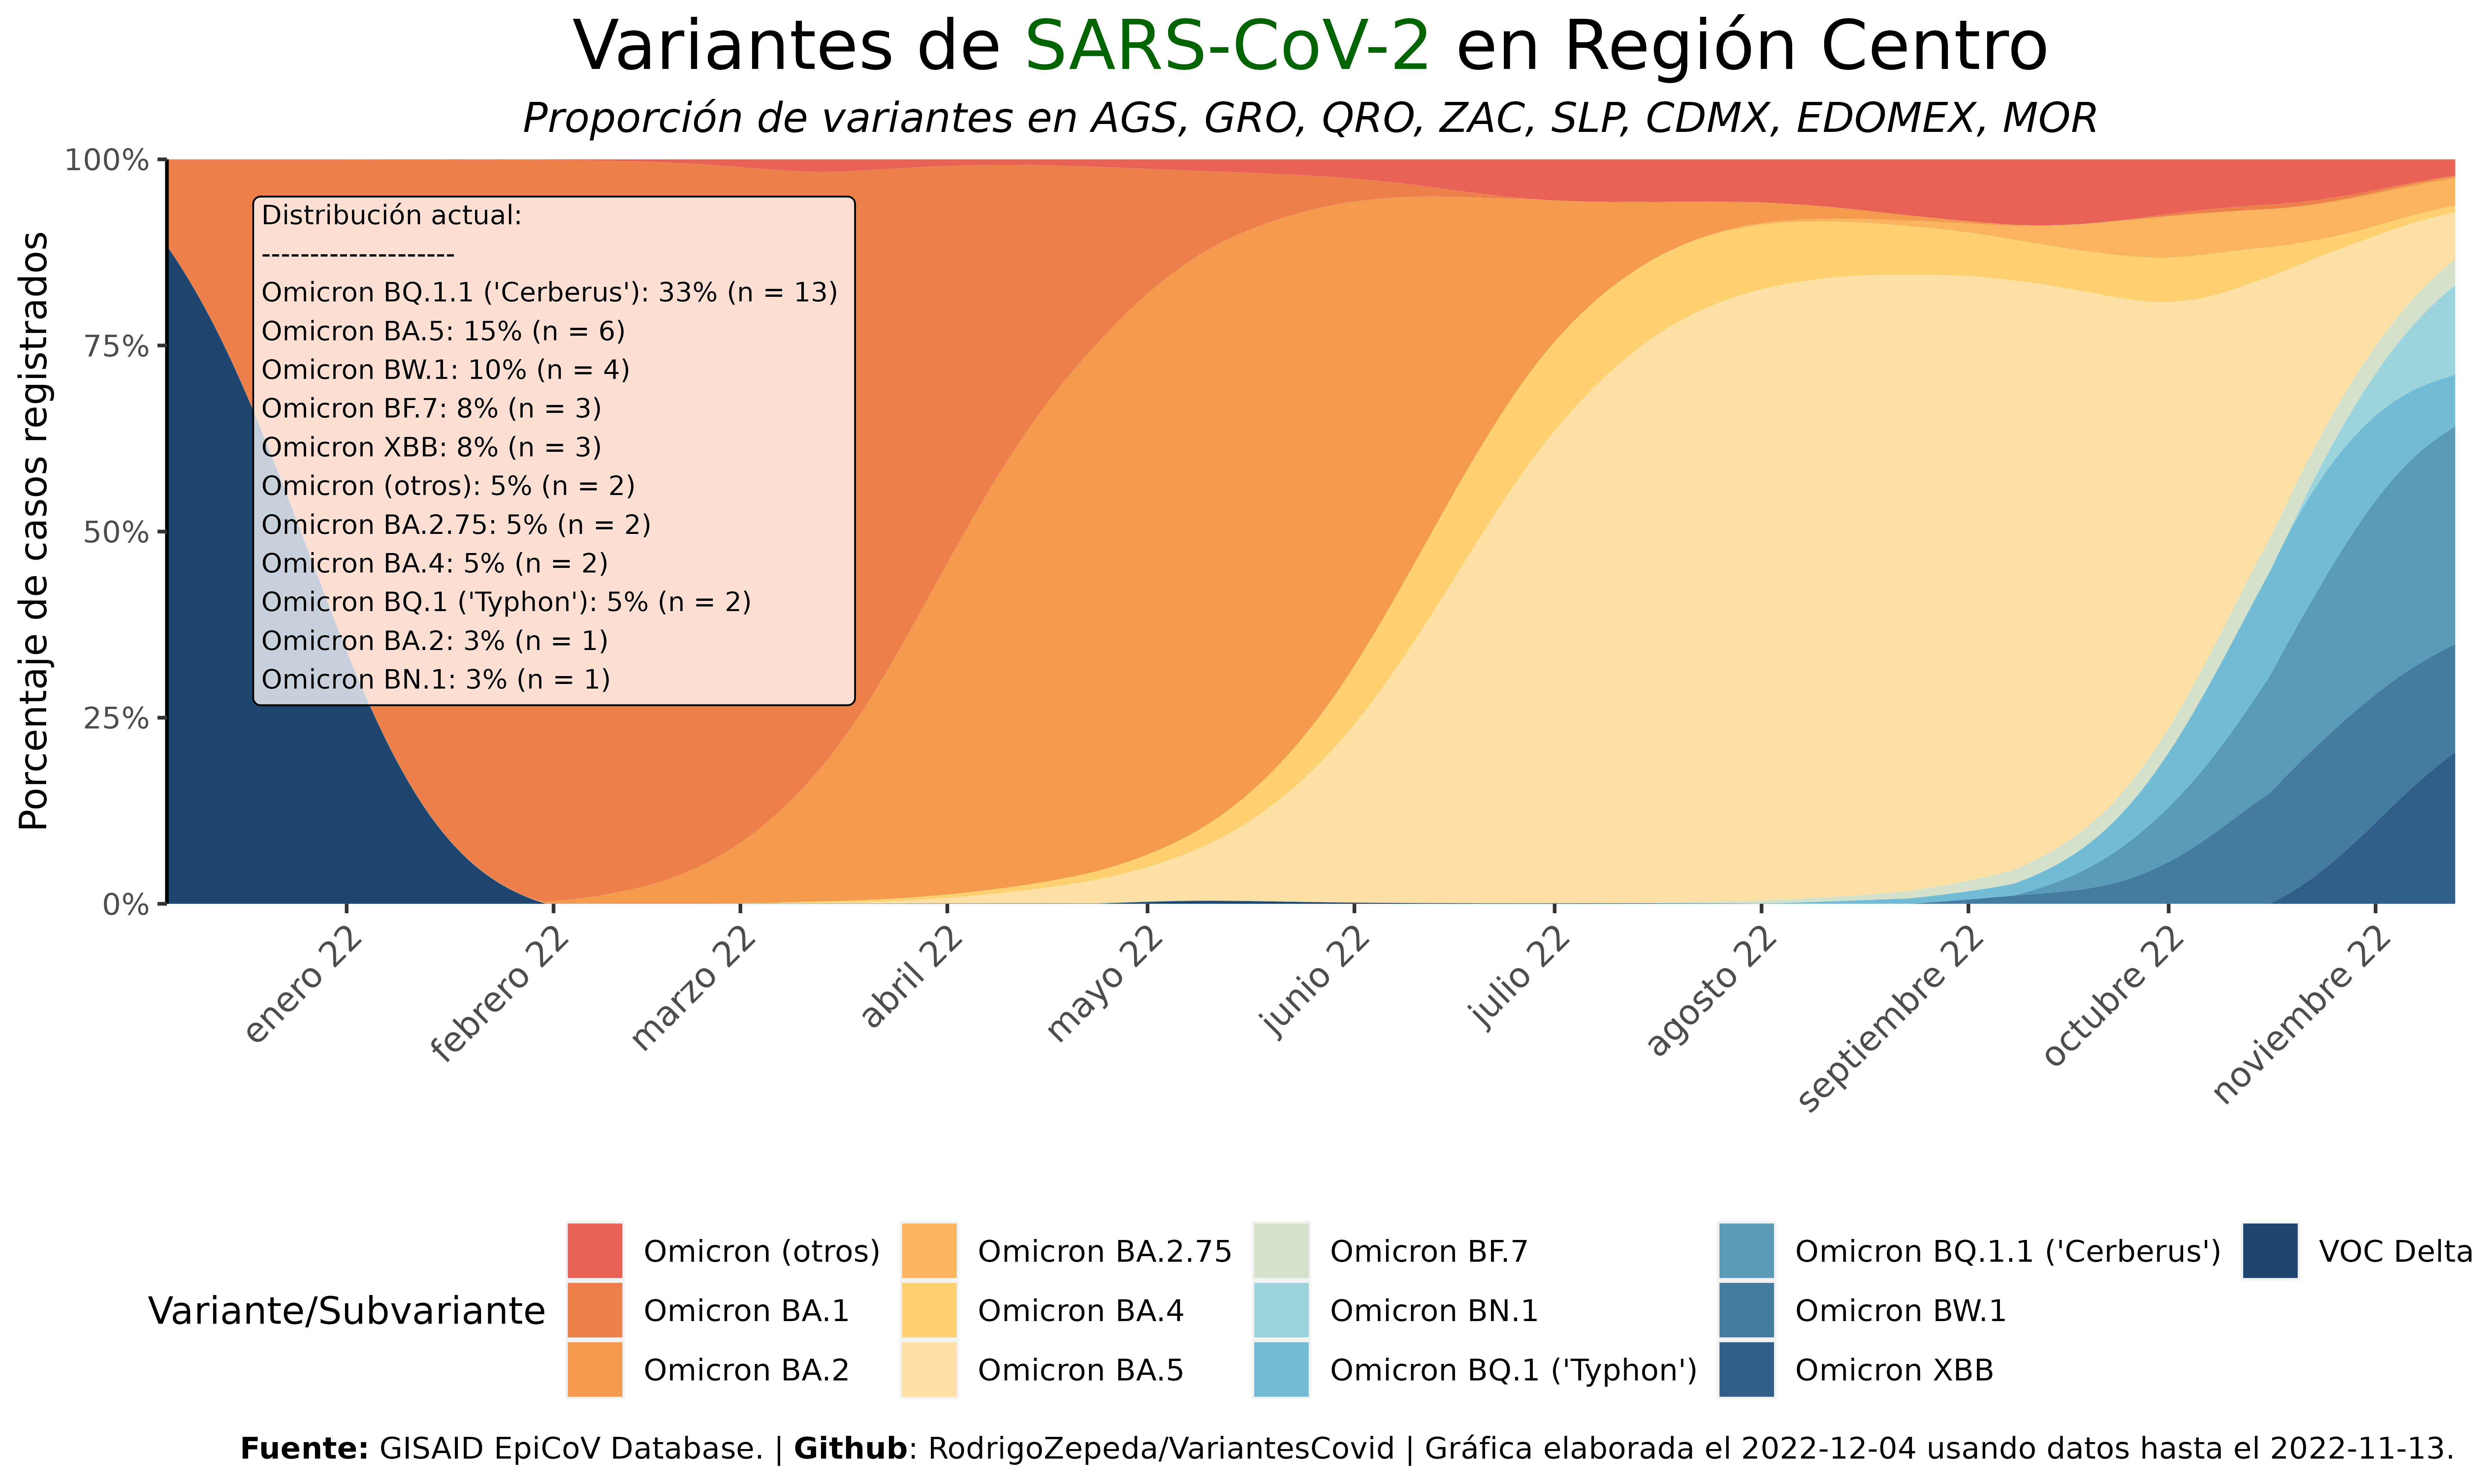 Variantes de SARS-CoV-2 en Región Centro
Proporción de variantes en AGS, GRO, QRO, ZAC, SLP, CDMX, EDOMEX, MOR
Porcentaje de casos registrados
100%
75%
50%
25%
0%
Distribución actual:
--------------------
Omicron BQ.1.1 ('Cerberus'): 33% (n = 13)
Omicron BA.5: 15% (n = 6)
Omicron BW.1: 10% (n = 4)
Omicron BF.7: 8% (n = 3)
Omicron XBB: 8% (n = 3)
Omicron (otros): 5% (n = 2)
Omicron BA.2.75: 5% (n = 2)
Omicron BA.4: 5% (n = 2)
Omicron BQ.1 ('Typhon'): 5% (n = 2)
Omicron BA.2: 3% (n = 1)
Omicron BN.1: 3% (n = 1)
enero 22
febrero 22
marzo 22
abril 22
mayo 22
junio 22
julio 22
agosto 22
septiembre 22
octubre 22
noviembre 22
Variante/Subvariante
Omicron (otros)
Omicron BA.1
Omicron BA.2
Omicron BA.2.75
Omicron BA.4
Omicron BA.5
Omicron BF.7
Omicron BN.1
Omicron BQ.1 ('Typhon')
Omicron BQ.1.1 ('Cerberus')
Omicron BW.1
Omicron XBB
VOC Delta
Fuente: GISAID EpiCoV Database. | Github: RodrigoZepeda/VariantesCovid | Gráfica elaborada el 2022-12-04 usando datos hasta el 2022-11-13.